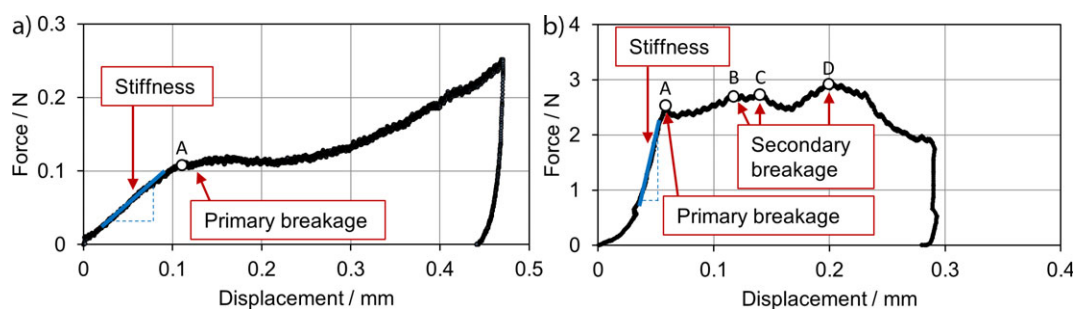 a)
0.3
0.2
0.1
0
Force / N
Stiffness
A
Primary breakage
0 0.1 0.2 0.3 0.4 0.5
Displacement / mm
b)
4
3
2
1
0
Force / N
Stiffness
A B C D
Secondary
breakage
Primary breakage
0 0.1 0.2 0.3 0.4
Displacement / mm